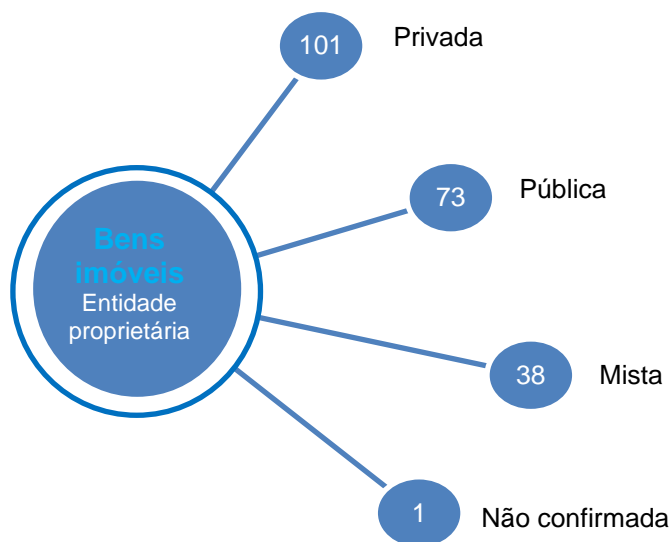 101 Privada
73 Pública
Bens
imóveis
Entidade
proprietária
38 Mista
1 Não confirmada